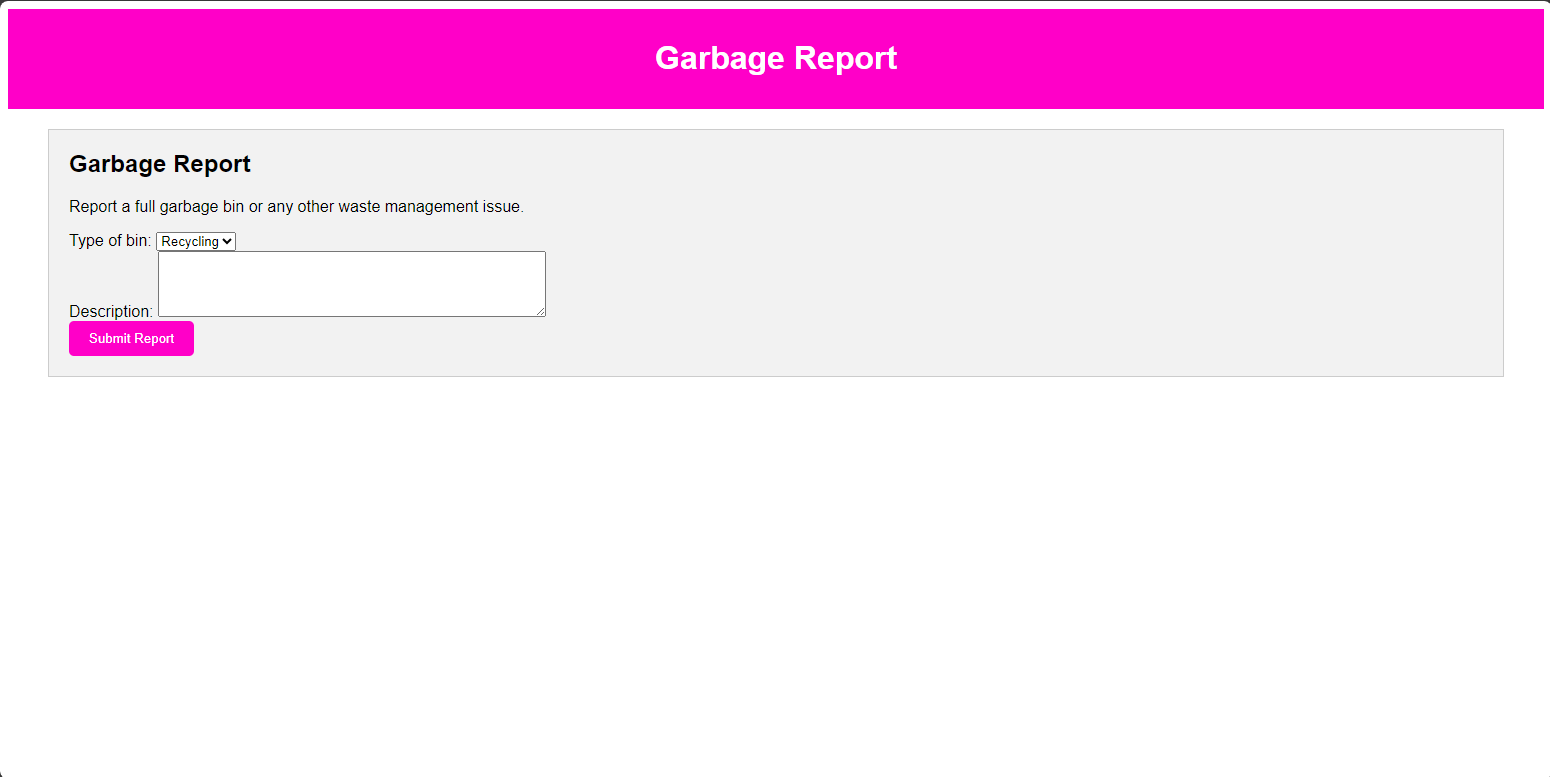 Garbage Report
Garbage Report
Report a full garbage bin or any other waste management issue.
Type of bin: Recycling
Description:
Submit Report